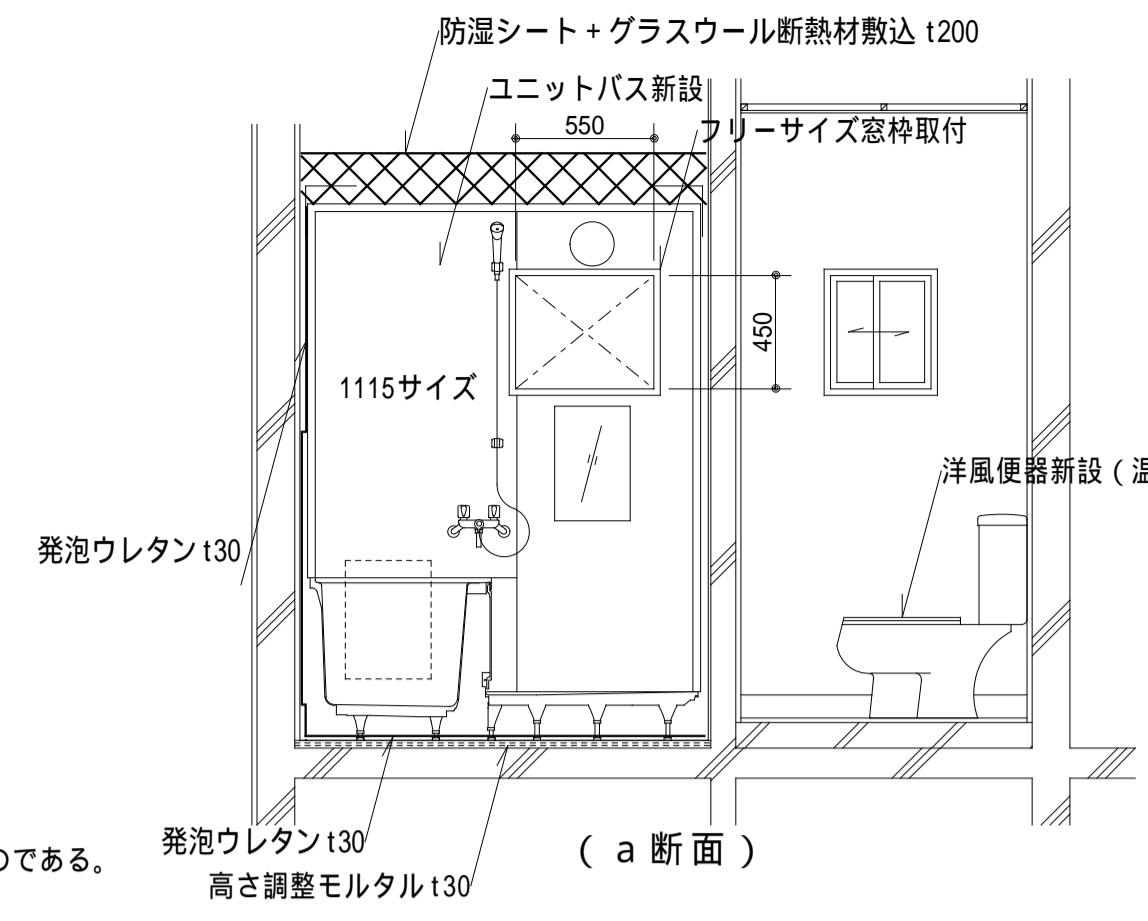 防湿シート+グラスウール断熱材敷込 t200
ユニットバス新設
550
フリーサイズ窓枠取付
450
1115サイズ
洋風便器新設(温
発泡ウレタン t30
発泡ウレタン t30
(a断面)
のである。
高さ調整モルタル t30